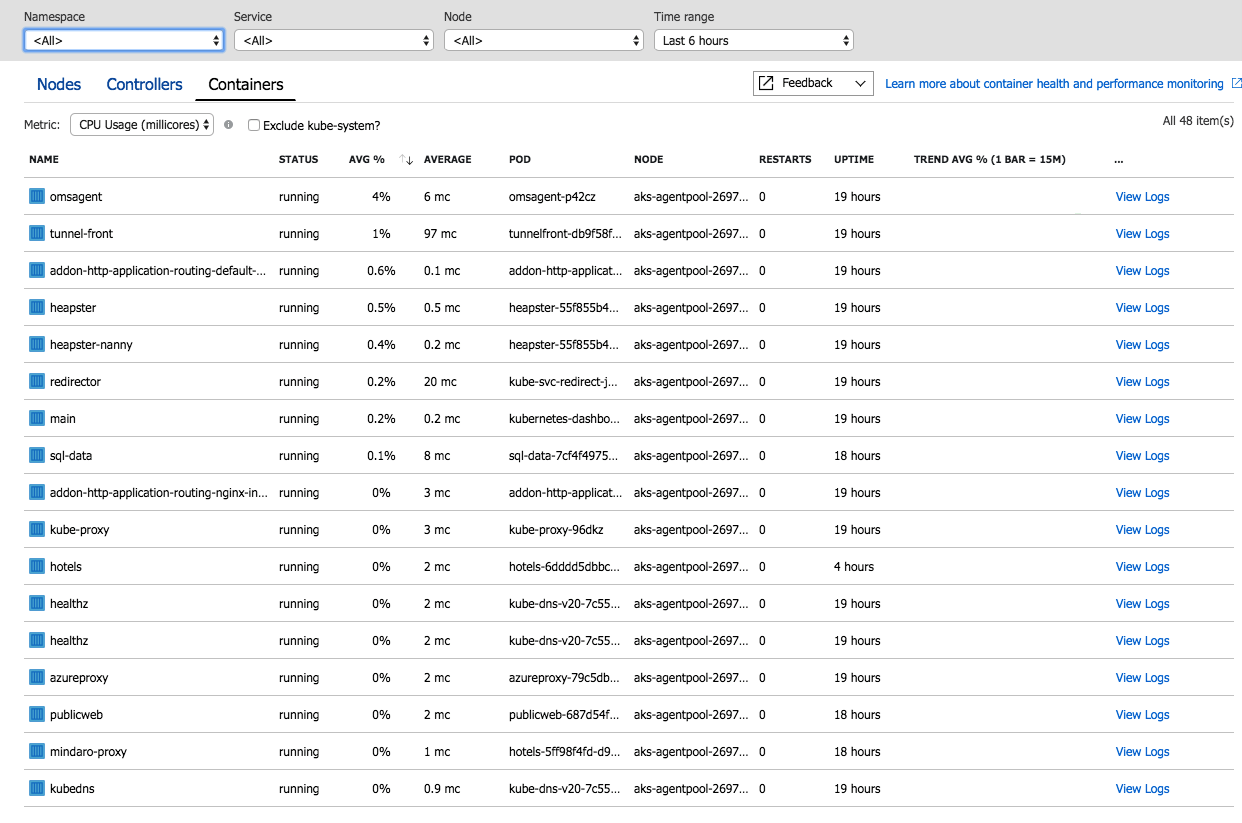 Namespace Service Node Time range
<All> <All> <All> Last 6 hours
Nodes Controllers Containers Feedback Learn more about container health and performance monitoring
Metric: CPU Usage (millicores) Exclude kube-system? All 48 item(s)
NAME STATUS AVG % AVERAGE POD NODE RESTARTS UPTIME TREND AVG % (1 BAR = 15M) ...
omsagent running 4% 6 mc omsagent-p42cz aks-agentpool-2697... 0 19 hours View Logs
tunnel-front running 1% 97 mc tunnelfront-db9f58f... aks-agentpool-2697... 0 19 hours View Logs
addon-http-application-routing-default-... running 0.6% 0.1 mc addon-http-applicat... aks-agentpool-2697... 0 19 hours View Logs
heapster running 0.5% 0.5 mc heapster-55f855b4... aks-agentpool-2697... 0 19 hours View Logs
heapster-nanny running 0.4% 0.2 mc heapster-55f855b4... aks-agentpool-2697... 0 19 hours View Logs
redirector running 0.2% 20 mc kube-svc-redirect-j... aks-agentpool-2697... 0 19 hours View Logs
main running 0.2% 0.2 mc kubernetes-dashbo... aks-agentpool-2697... 0 19 hours View Logs
sql-data running 0.1% 8 mc sql-data-7cf4f4975... aks-agentpool-2697... 0 18 hours View Logs
addon-http-application-routing-nginx-in... running 0% 3 mc addon-http-applicat... aks-agentpool-2697... 0 19 hours View Logs
kube-proxy running 0% 3 mc kube-proxy-96dkz aks-agentpool-2697... 0 19 hours View Logs
hotels running 0% 2 mc hotels-6dddd5dbbc... aks-agentpool-2697... 0 4 hours View Logs
healthz running 0% 2 mc kube-dns-v20-7c55... aks-agentpool-2697... 0 19 hours View Logs
healthz running 0% 2 mc kube-dns-v20-7c55... aks-agentpool-2697... 0 19 hours View Logs
azureproxy running 0% 2 mc azureproxy-79c5db... aks-agentpool-2697... 0 19 hours View Logs
publicweb running 0% 2 mc publicweb-687d54f... aks-agentpool-2697... 0 18 hours View Logs
mindaro-proxy running 0% 1 mc hotels-5ff98f4fd-d9... aks-agentpool-2697... 0 18 hours View Logs
kubedns running 0% 0.9 mc kube-dns-v20-7c55... aks-agentpool-2697... 0 19 hours View Logs